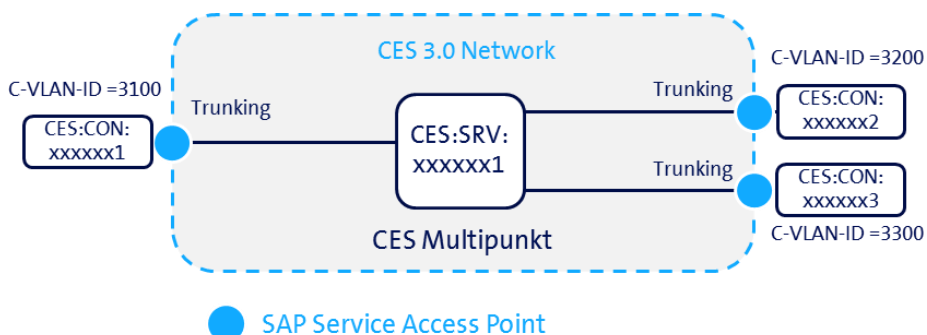 CES 3.0 Network
C-VLAN-ID =3100
C-VLAN-ID =3200
Trunking
Trunking
CES:CON:
xxxxxx1
CES:SRV:
xxxxxx1
CES:CON:
xxxxxx2
Trunking
CES:CON:
xxxxxx3
CES Multipunkt
C-VLAN-ID =3300
SAP Service Access Point